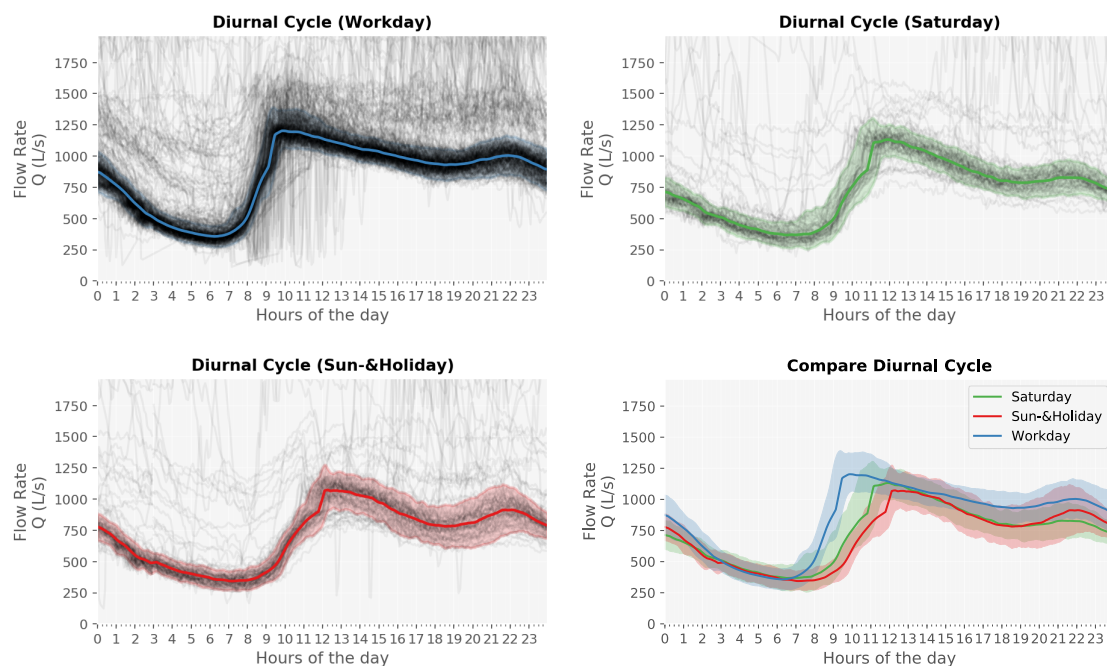 Diurnal Cycle (Workday)
Flow Rate
Q (L/s)
1750
1500
1250
1000
750
500
250
0
0 1 2 3 4 5 6 7 8 9 10 11 12 13 14 15 16 17 18 19 20 21 22 23
Hours of the day
Diurnal Cycle (Saturday)
Flow Rate
Q (L/s)
1750
1500
1250
1000
750
500
250
0
0 1 2 3 4 5 6 7 8 9 10 11 12 13 14 15 16 17 18 19 20 21 22 23
Hours of the day
Diurnal Cycle (Sun-&Holiday)
Flow Rate
Q (L/s)
1750
1500
1250
1000
750
500
250
0
0 1 2 3 4 5 6 7 8 9 10 11 12 13 14 15 16 17 18 19 20 21 22 23
Hours of the day
Compare Diurnal Cycle
Saturday
Sun-&Holiday
Workday
Flow Rate
Q (L/s)
1750
1500
1250
1000
750
500
250
0
0 1 2 3 4 5 6 7 8 9 10 11 12 13 14 15 16 17 18 19 20 21 22 23
Hours of the day